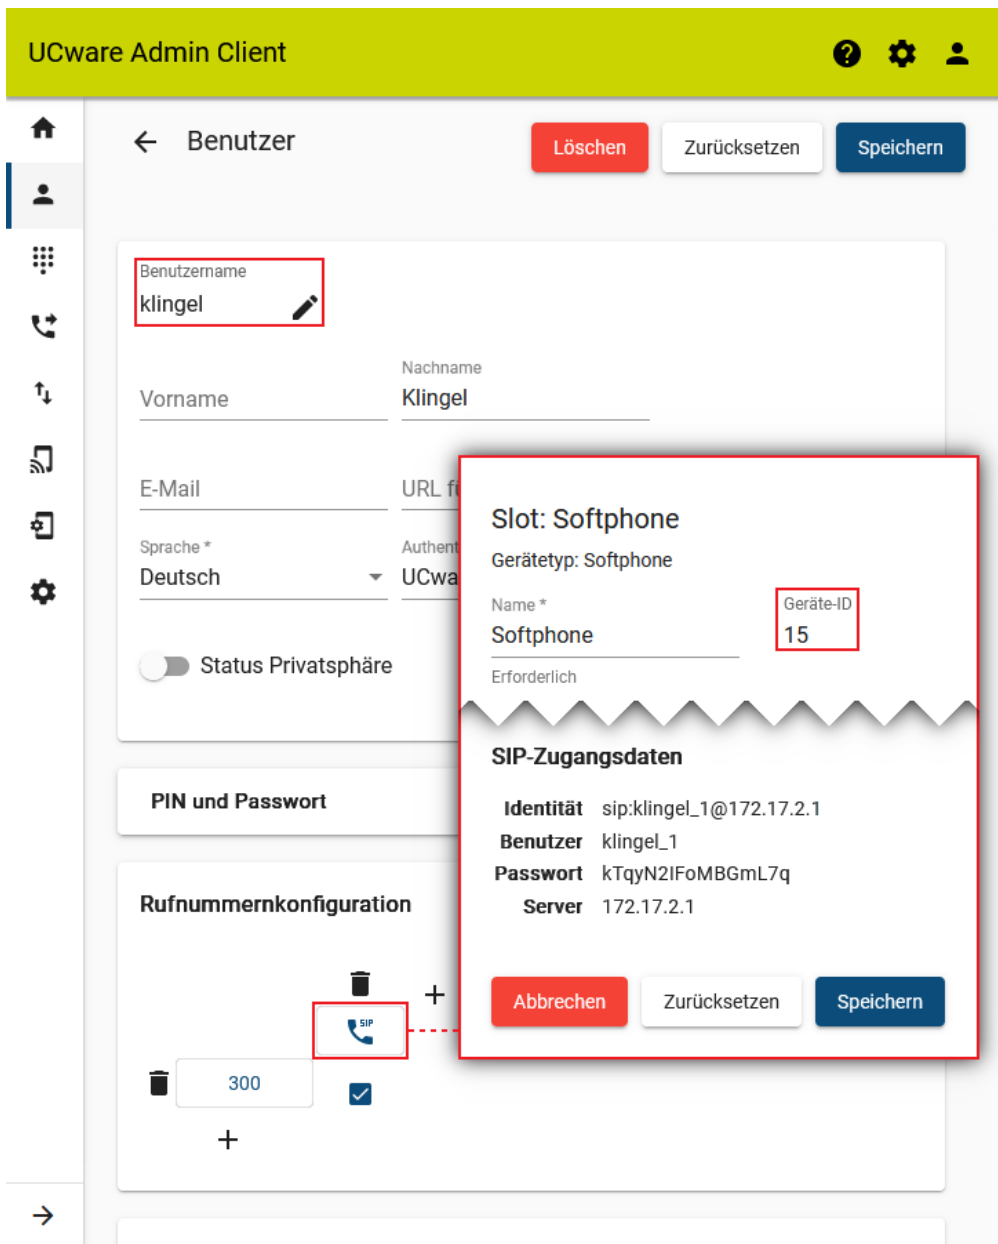 UCware Admin Client
Benutzer
Löschen
Zurücksetzen
Speichern
Benutzername
klingel
Vorname
Nachname
Klingel
E-Mail
URL fü
Sprache *
Deutsch
Authent
UCwa
Status Privatsphäre
PIN und Passwort
Rufnummernkonfiguration
SIP
300
Slot: Softphone
Gerätetyp: Softphone
Name *
Softphone
Geräte-ID
15
Erforderlich
SIP-Zugangsdaten
Identität sip:klingel_1@172.17.2.1
Benutzer klingel_1
Passwort kTqyN2IFoMBGmL7q
Server 172.17.2.1
Abbrechen
Zurücksetzen
Speichern